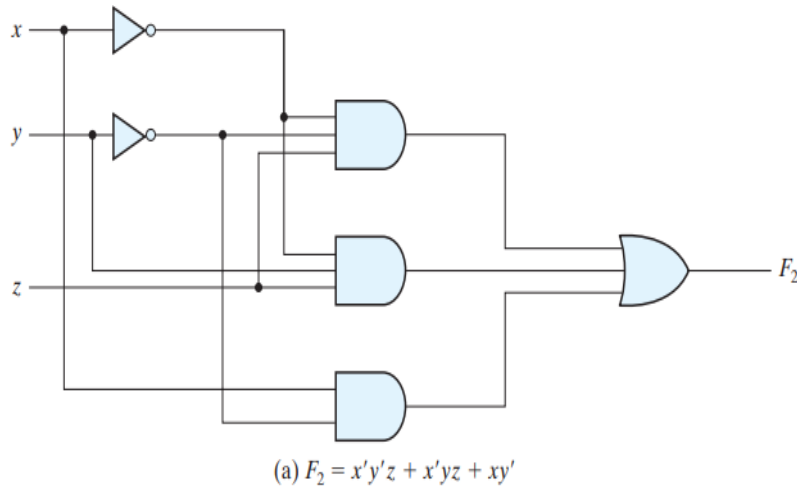 x
y
z
F₂
(a) F₂ = x′y′z + x′yz + xy′